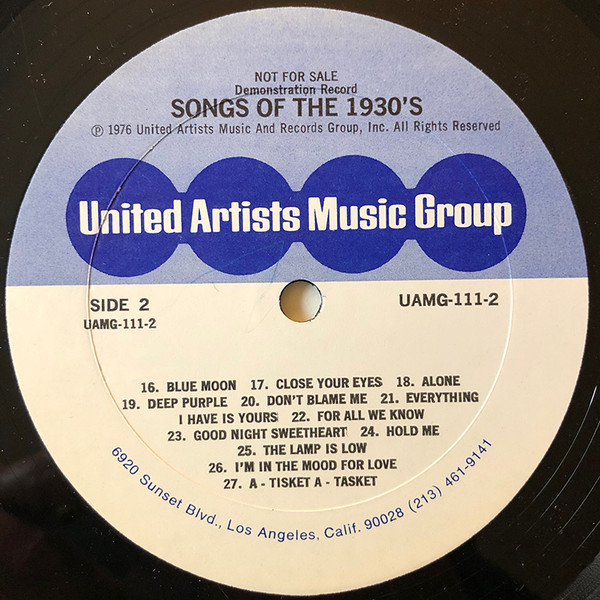 NOT FOR SALE
Demonstration Record
SONGS OF THE 1930'S
℗ 1976 United Artists Music And Records Group, Inc. All Rights Reserved
United Artists Music Group
SIDE 2
UAMG-111-2
UAMG-111-2
16. BLUE MOON 17. CLOSE YOUR EYES 18. ALONE
19. DEEP PURPLE 20. DON'T BLAME ME 21. EVERYTHING
I HAVE IS YOURS 22. FOR ALL WE KNOW
23. GOOD NIGHT SWEETHEART 24. HOLD ME
25. THE LAMP IS LOW
26. I'M IN THE MOOD FOR LOVE
27. A - TISKET A - TASKET
6920 Sunset Blvd., Los Angeles, Calif. 90028 (213) 461-9141